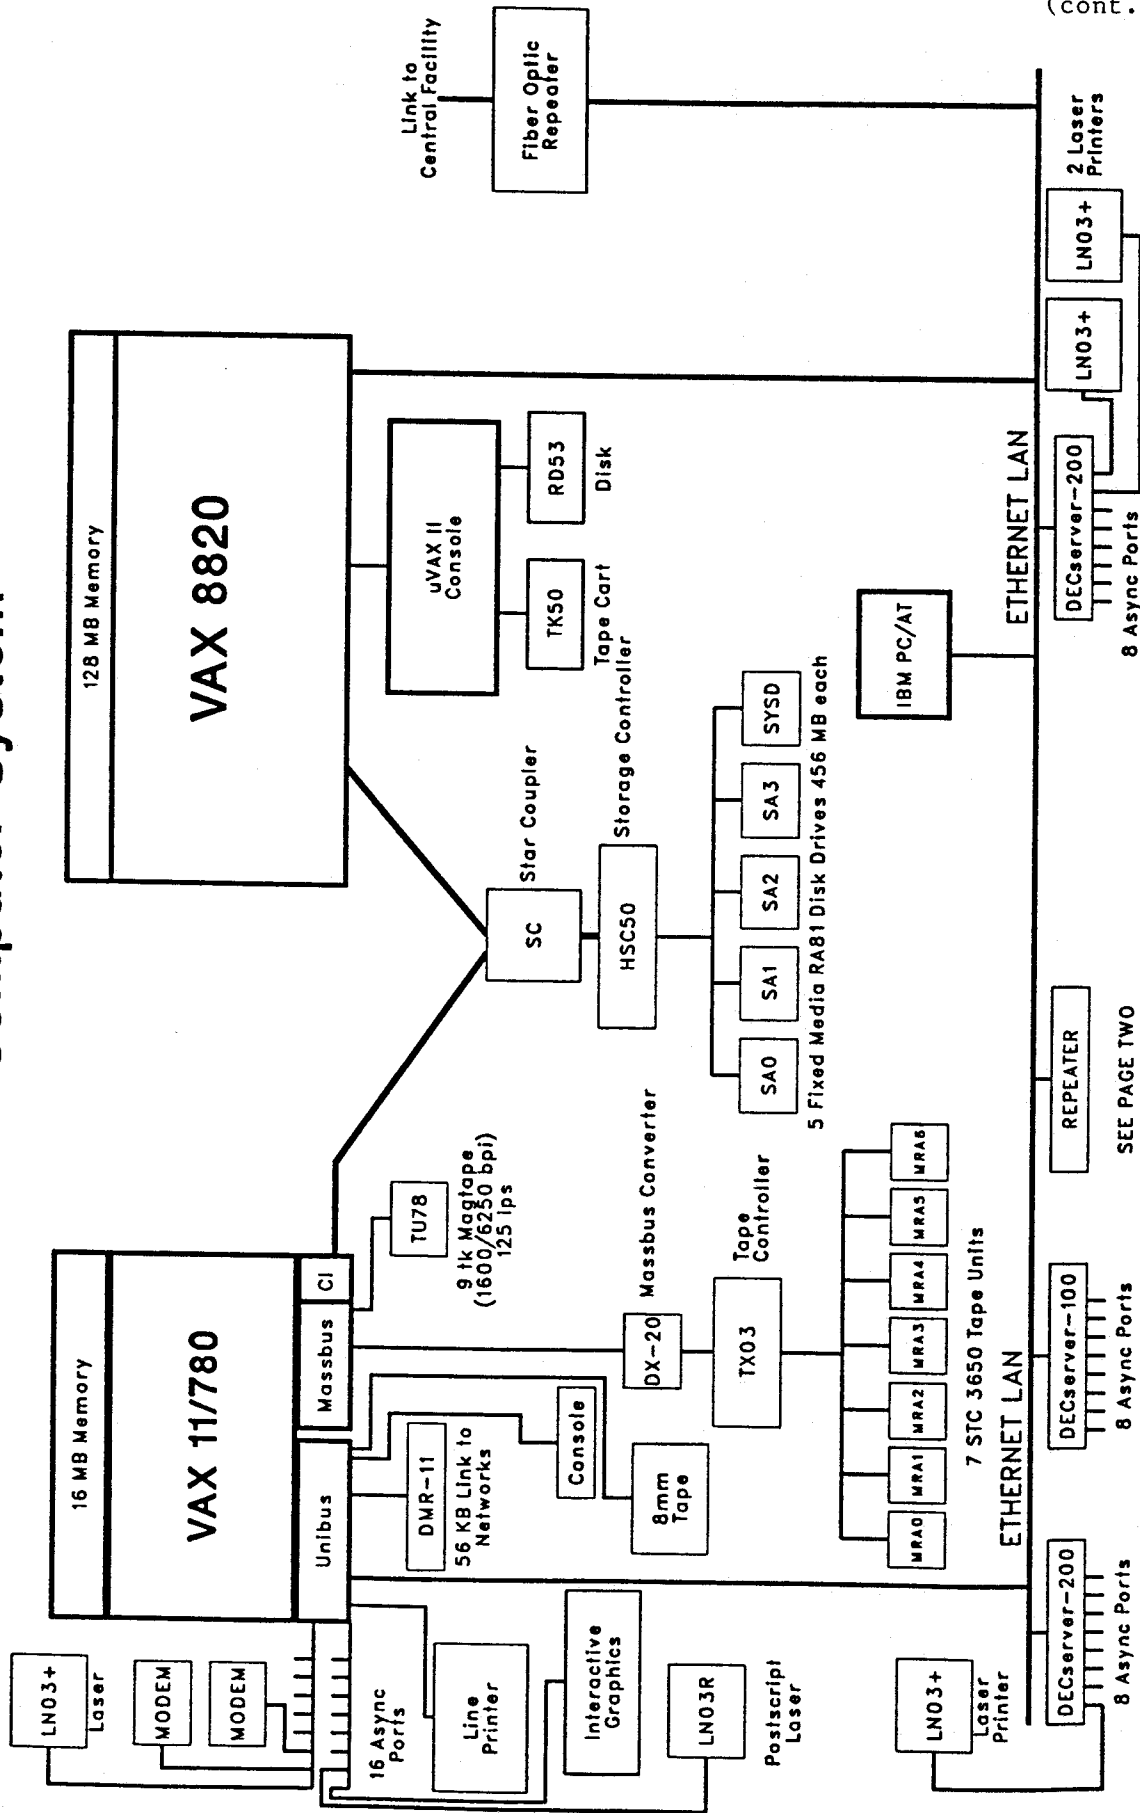 (cont.
Computer System
128 MB Memory
VAX 8820
16 MB Memory
VAX 11/780
Unibus
Massbus
CI
LN03+
Laser
MODEM
MODEM
16 Async
Ports
Line
Printer
Interactive
Graphics
LN03R
Postscript
Laser
DMR-11
56 KB Link to
Networks
Console
8mm
Tape
TU78
9 tk Magtape
(1600/6250 bpi)
125 ips
DX-20
Massbus Converter
TX03
Tape
Controller
MRA0
MRA1
MRA2
MRA3
MRA4
MRA5
MRA6
7 STC 3650 Tape Units
SC
Star Coupler
HSC50
Storage Controller
SA0
SA1
SA2
SA3
SYSD
5 Fixed Media RA81 Disk Drives 456 MB each
uVAX II
Console
TK50
Tape Cart
RD53
Disk
Link to
Central Facility
Fiber Optic
Repeater
IBM PC/AT
ETHERNET LAN
ETHERNET LAN
LN03+
Laser
Printer
DECserver-200
8 Async Ports
DECserver-100
8 Async Ports
REPEATER
SEE PAGE TWO
DECserver-200
8 Async Ports
LN03+
LN03+
2 Laser
Printers